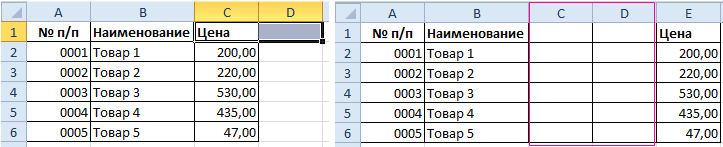 A B C D
1 № п/п Наименование Цена
2 0001 Товар 1 200,00
3 0002 Товар 2 220,00
4 0003 Товар 3 530,00
5 0004 Товар 4 435,00
6 0005 Товар 5 47,00
A B C D E
1 № п/п Наименование Цена
2 0001 Товар 1 200,00
3 0002 Товар 2 220,00
4 0003 Товар 3 530,00
5 0004 Товар 4 435,00
6 0005 Товар 5 47,00